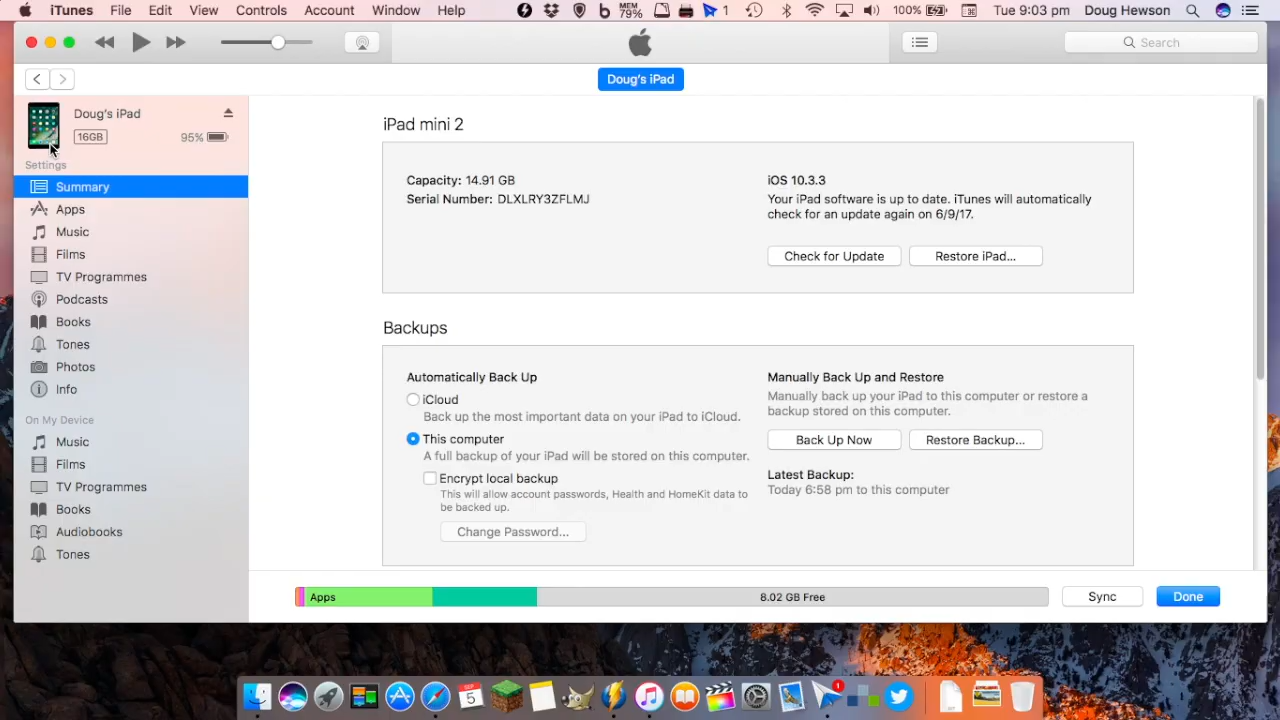 iTunes File Edit View Controls Account Window Help MEM 79% 1 100% Tue 9:03 pm Doug Hewson
Search
Doug's iPad
Doug's iPad
16GB 95%
Settings
Summary
Apps
Music
Films
TV Programmes
Podcasts
Books
Tones
Photos
Info
On My Device
Music
Films
TV Programmes
Books
Audiobooks
Tones
iPad mini 2
Capacity: 14.91 GB
Serial Number: DLXLRY3ZFLMJ
iOS 10.3.3
Your iPad software is up to date. iTunes will automatically
check for an update again on 6/9/17.
Check for Update Restore iPad...
Backups
Automatically Back Up
iCloud
Back up the most important data on your iPad to iCloud.
This computer
A full backup of your iPad will be stored on this computer.
Encrypt local backup
This will allow account passwords, Health and HomeKit data to
be backed up.
Change Password...
Manually Back Up and Restore
Manually back up your iPad to this computer or restore a
backup stored on this computer.
Back Up Now Restore Backup...
Latest Backup:
Today 6:58 pm to this computer
Apps 8.02 GB Free Sync Done
SEP
5
1